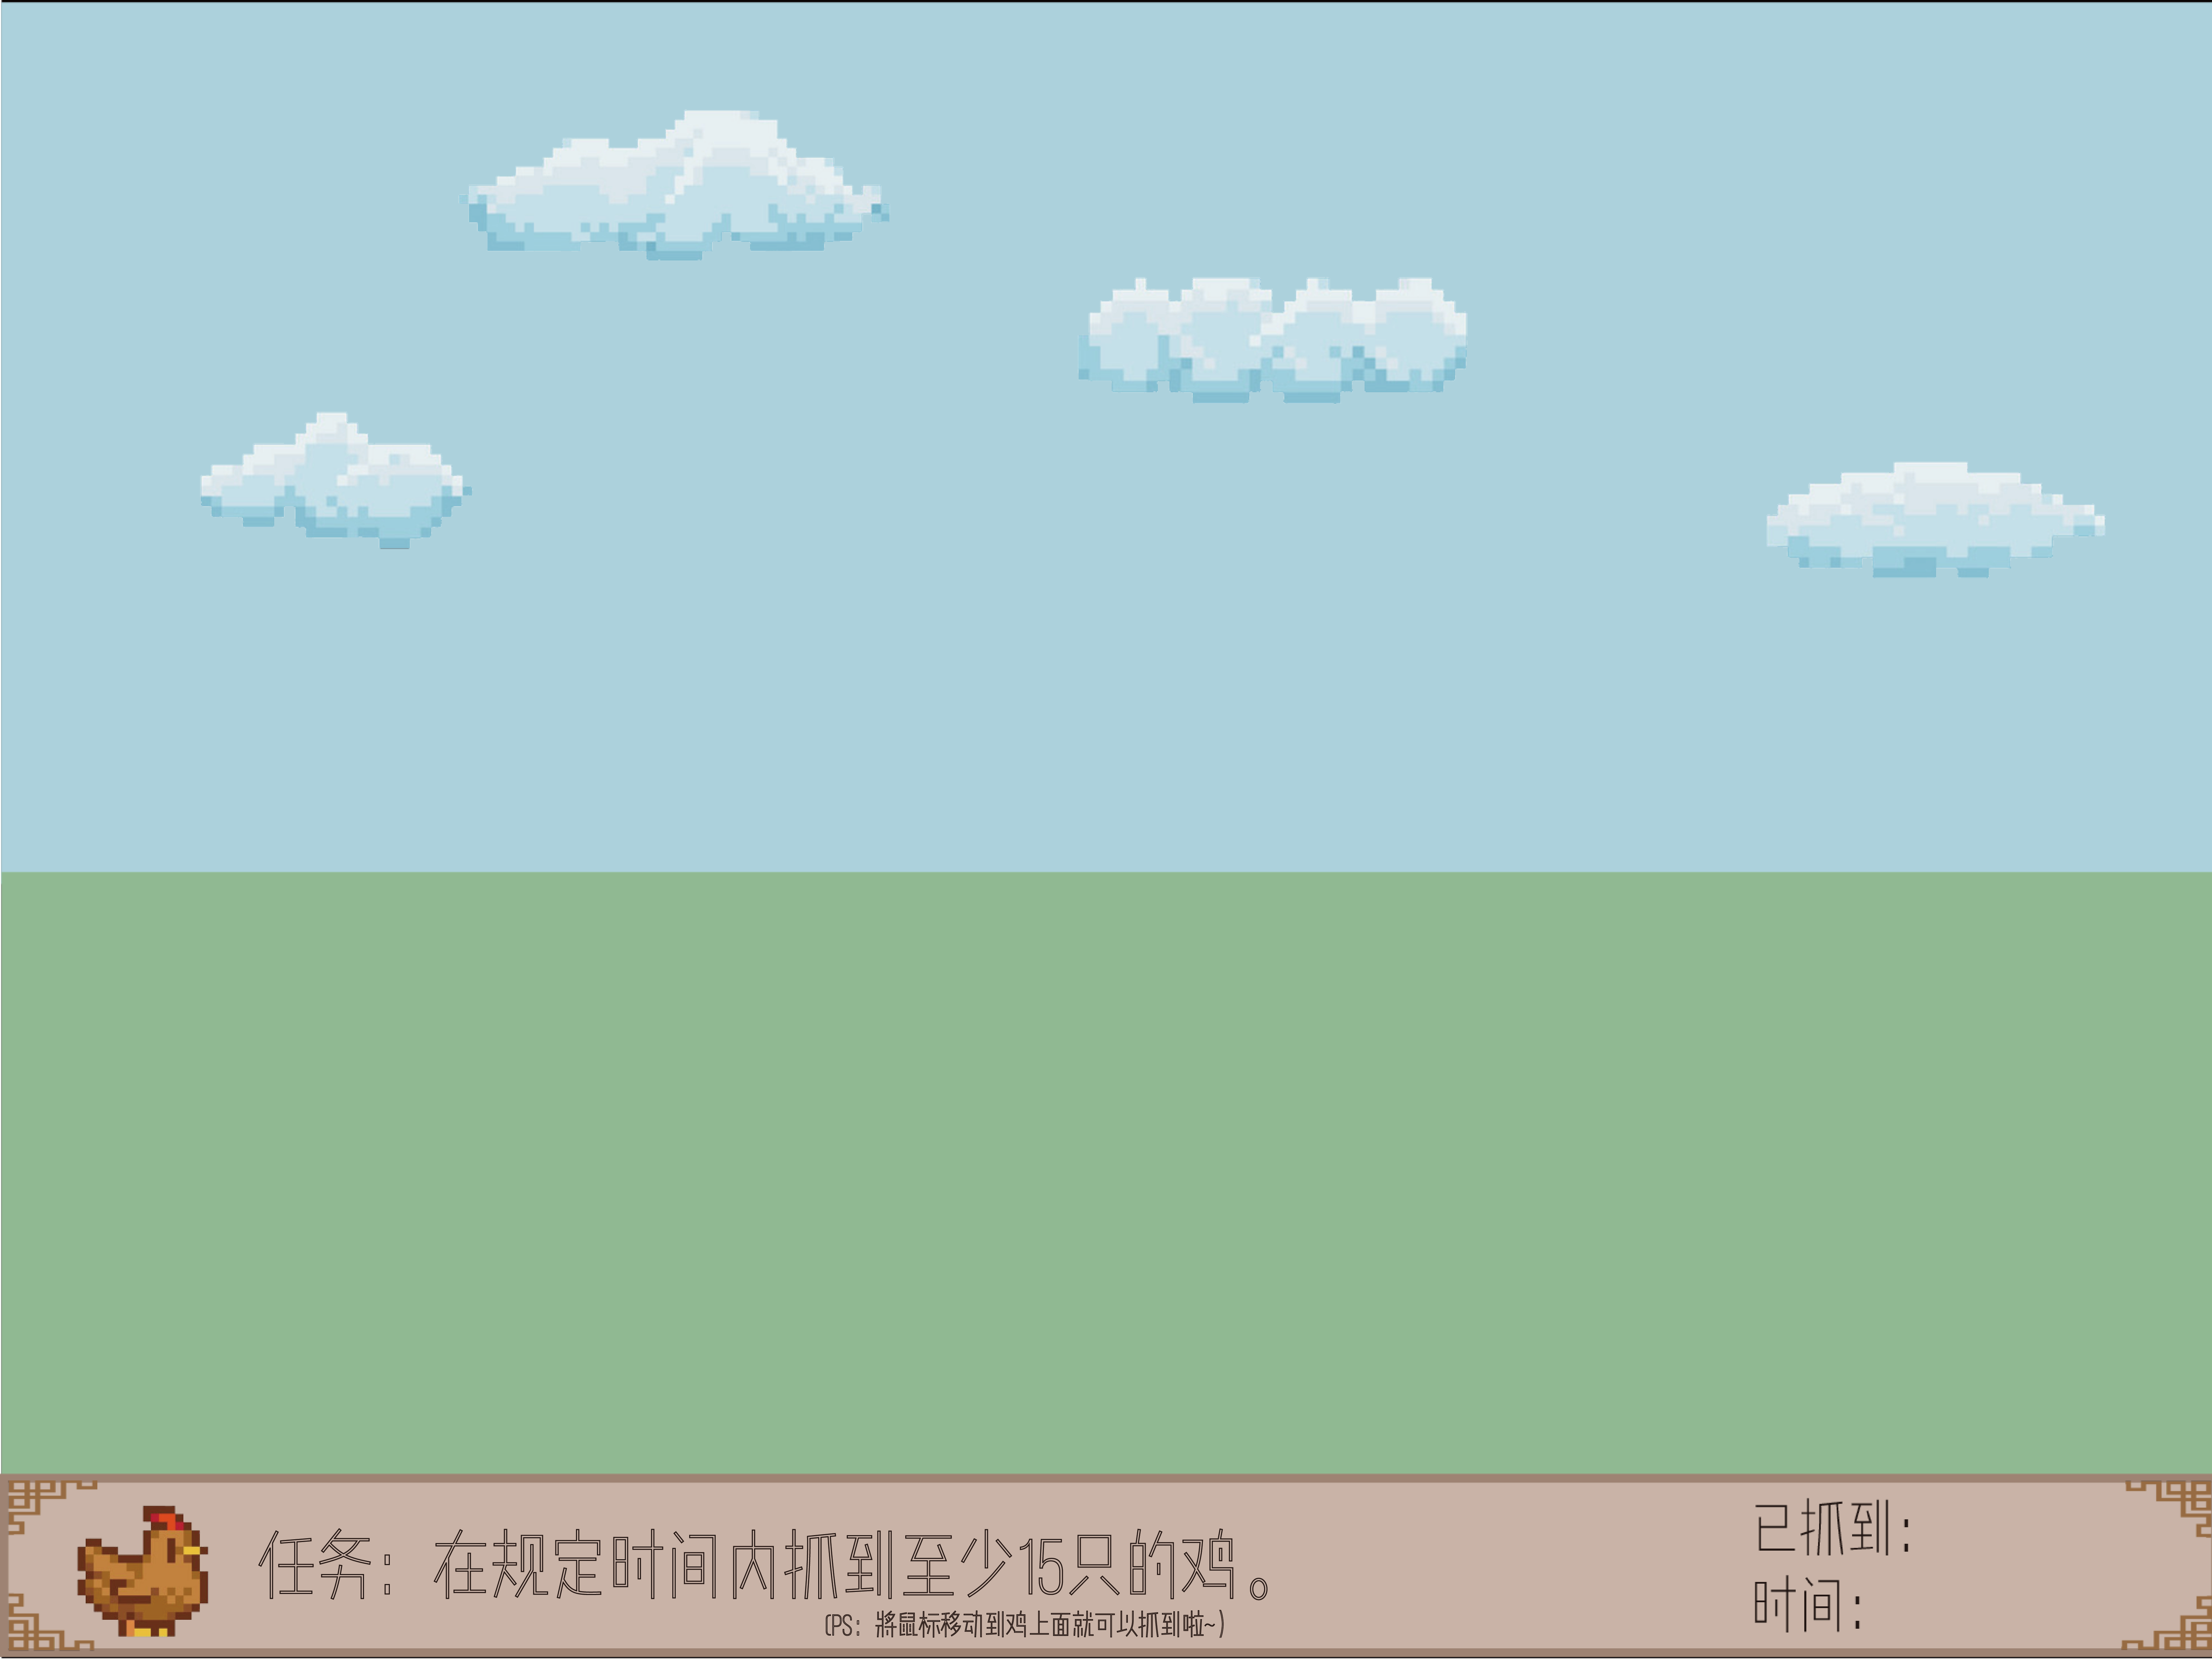 任务：在规定时间内抓到至少15只的鸡。
(PS：将鼠标移动到鸡上面就可以抓到啦~)
已抓到：
时间：